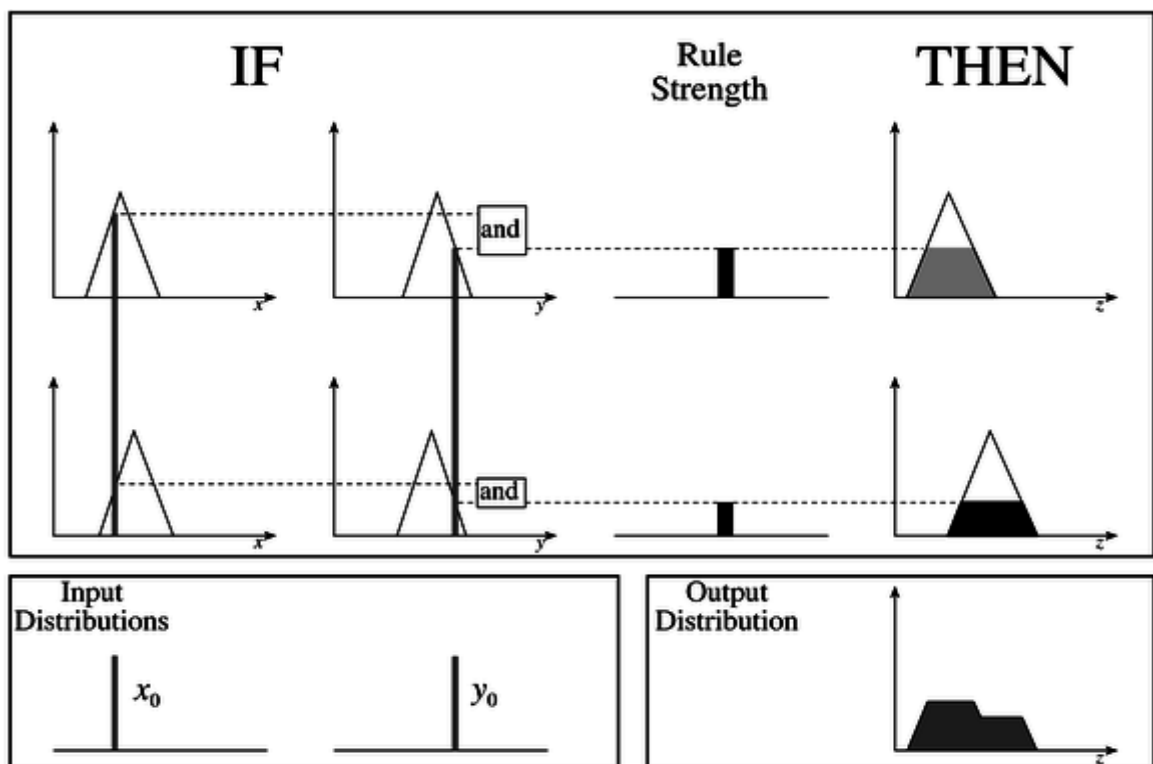 IF
Rule
Strength
THEN
and
x
y
z
and
x
y
z
Input
Distributions
x₀
y₀
Output
Distribution
z